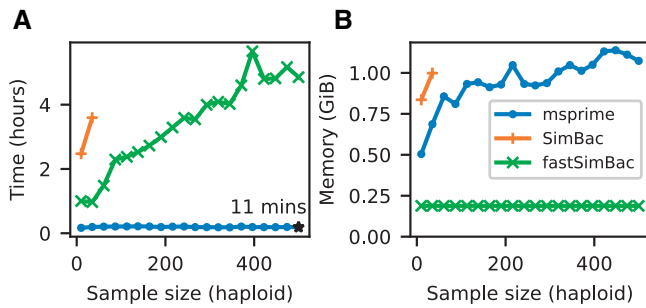 A
Time (hours)
4
2
0
11 mins
0
200
400
Sample size (haploid)
B
Memory (GiB)
1.00
0.75
0.50
0.25
0.00
msprime
SimBac
fastSimBac
0
200
400
Sample size (haploid)